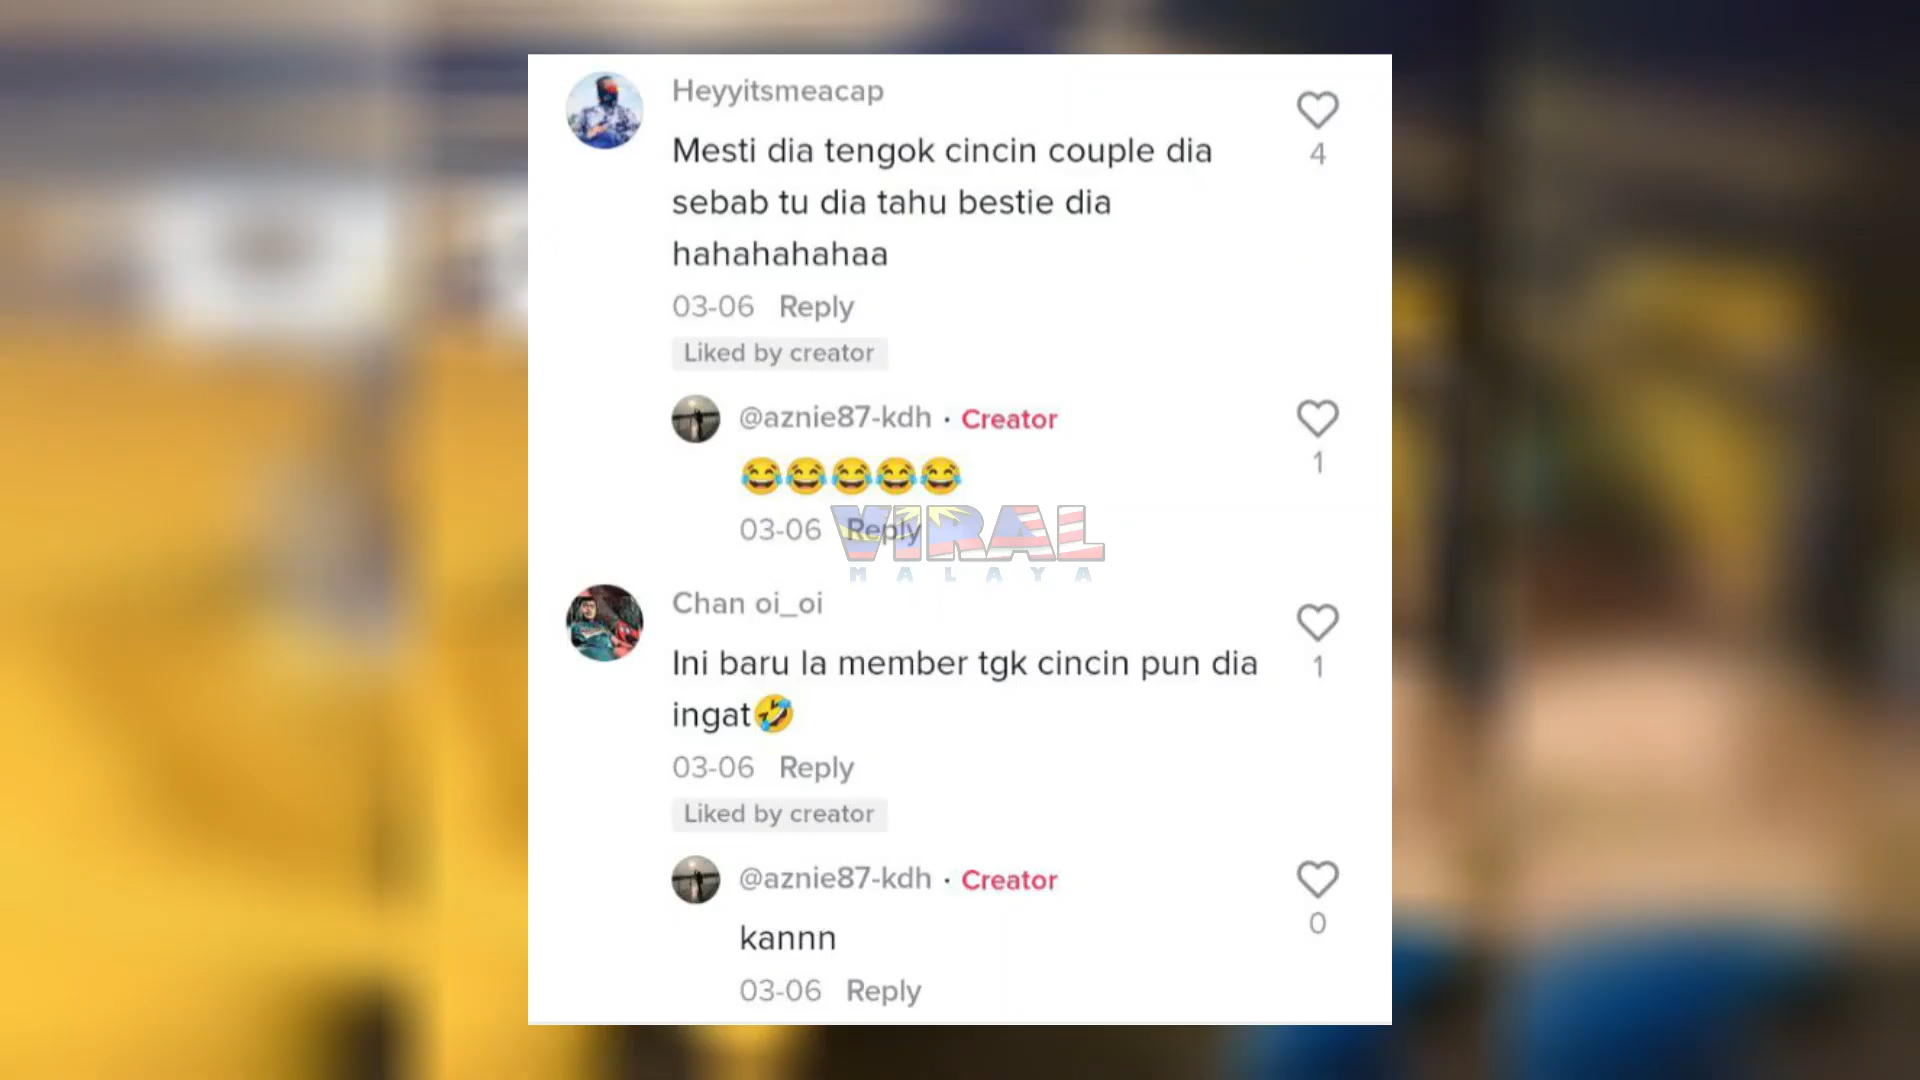 Heyyitsmeacap
Mesti dia tengok cincin couple dia
sebab tu dia tahu bestie dia
hahahahahaa
4
03-06 Reply
Liked by creator
@aznie87-kdh · Creator
😂😂😂😂😂
1
03-06 Reply
VIRAL
MALAYA
Chan oi_oi
Ini baru la member tgk cincin pun dia
ingat🤣
1
03-06 Reply
Liked by creator
@aznie87-kdh · Creator
kannn
0
03-06 Reply